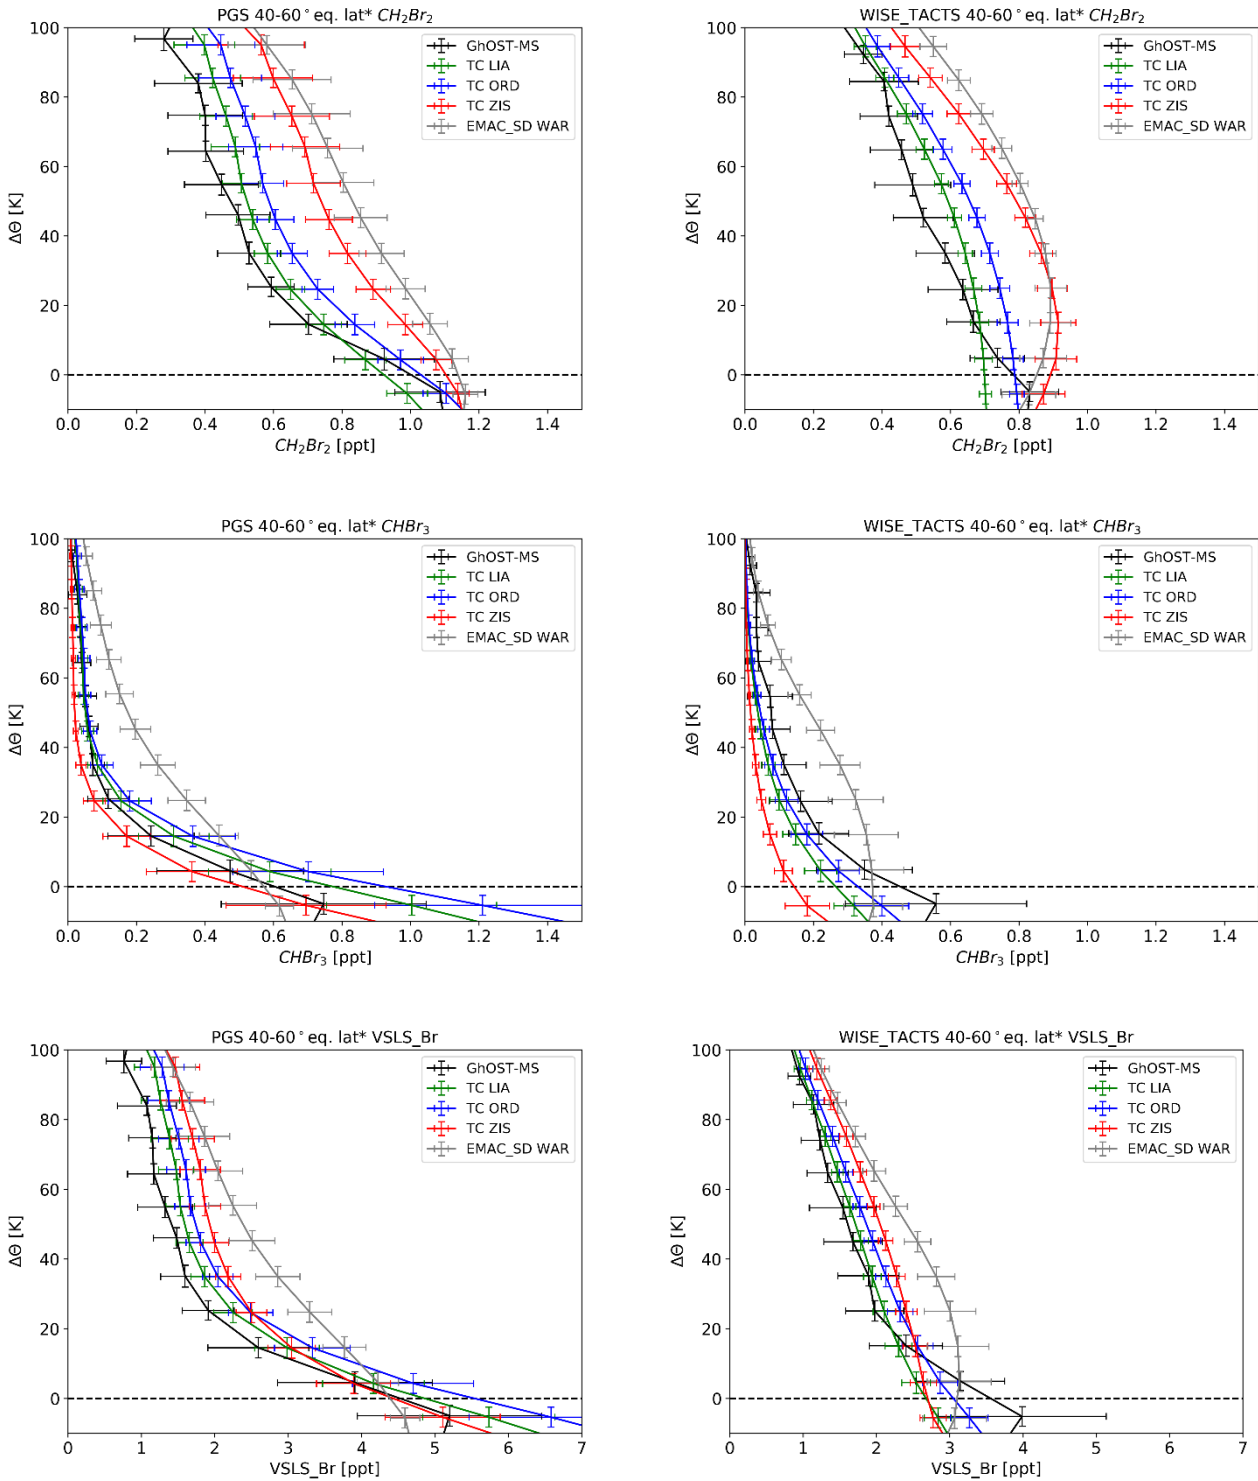 PGS 40-60°eq. lat* CH₂Br₂
100
80
60
40
20
0
ΔΘ [K]
GhOST-MS
TC LIA
TC ORD
TC ZIS
EMAC_SD WAR
0.0 0.2 0.4 0.6 0.8 1.0 1.2 1.4
CH₂Br₂ [ppt]
WISE_TACTS 40-60°eq. lat* CH₂Br₂
100
80
60
40
20
0
ΔΘ [K]
GhOST-MS
TC LIA
TC ORD
TC ZIS
EMAC_SD WAR
0.0 0.2 0.4 0.6 0.8 1.0 1.2 1.4
CH₂Br₂ [ppt]
PGS 40-60°eq. lat* CHBr₃
100
80
60
40
20
0
ΔΘ [K]
GhOST-MS
TC LIA
TC ORD
TC ZIS
EMAC_SD WAR
0.0 0.2 0.4 0.6 0.8 1.0 1.2 1.4
CHBr₃ [ppt]
WISE_TACTS 40-60°eq. lat* CHBr₃
100
80
60
40
20
0
ΔΘ [K]
GhOST-MS
TC LIA
TC ORD
TC ZIS
EMAC_SD WAR
0.0 0.2 0.4 0.6 0.8 1.0 1.2 1.4
CHBr₃ [ppt]
PGS 40-60°eq. lat* VSLS_Br
100
80
60
40
20
0
ΔΘ [K]
GhOST-MS
TC LIA
TC ORD
TC ZIS
EMAC_SD WAR
0 1 2 3 4 5 6 7
VSLS_Br [ppt]
WISE_TACTS 40-60°eq. lat* VSLS_Br
100
80
60
40
20
0
ΔΘ [K]
GhOST-MS
TC LIA
TC ORD
TC ZIS
EMAC_SD WAR
0 1 2 3 4 5 6 7
VSLS_Br [ppt]